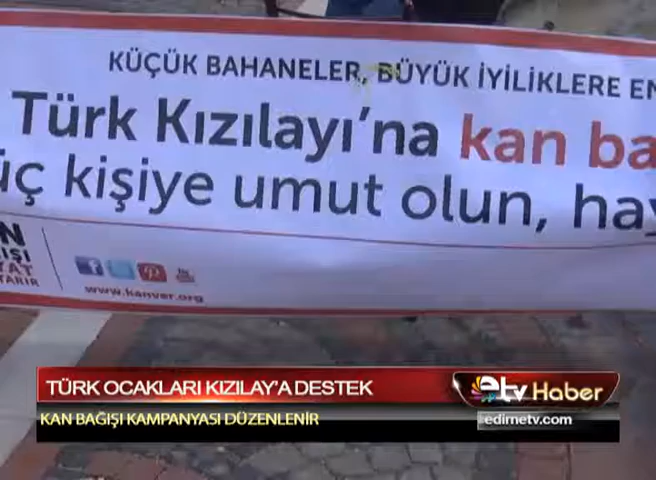 KÜÇÜK BAHANELER, BÜYÜK İYİLİKLERE
Türk Kızılayı'na kan
kişiye umut olun,
www.kanver.org
TÜRK OCAKLARI KIZILAY'A DESTEK
etv Haber
KAN BAĞIŞI KAMPANYASI DÜZENLENİR
edirnetv.com